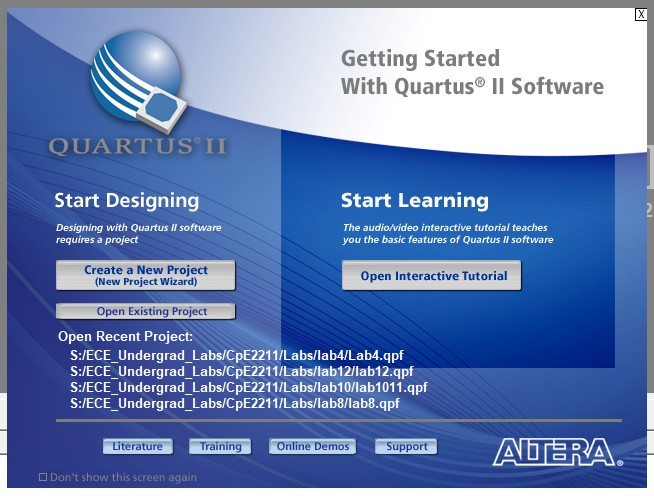 X
Getting Started
With Quartus® II Software
QUARTUS® II
Start Designing
Designing with Quartus II software
requires a project
Create a New Project
(New Project Wizard)
Open Existing Project
Open Recent Project:
S:/ECE_Undergrad_Labs/CpE2211/Labs/lab4/Lab4.qpf
S:/ECE_Undergrad_Labs/CpE2211/Labs/lab12/lab12.qpf
S:/ECE_Undergrad_Labs/CpE2211/Labs/lab10/lab1011.qpf
S:/ECE_Undergrad_Labs/CpE2211/Labs/lab8/lab8.qpf
Start Learning
The audio/video interactive tutorial teaches
you the basic features of Quartus II software
Open Interactive Tutorial
2
Literature Training Online Demos Support
ALTERA®
Don't show this screen again